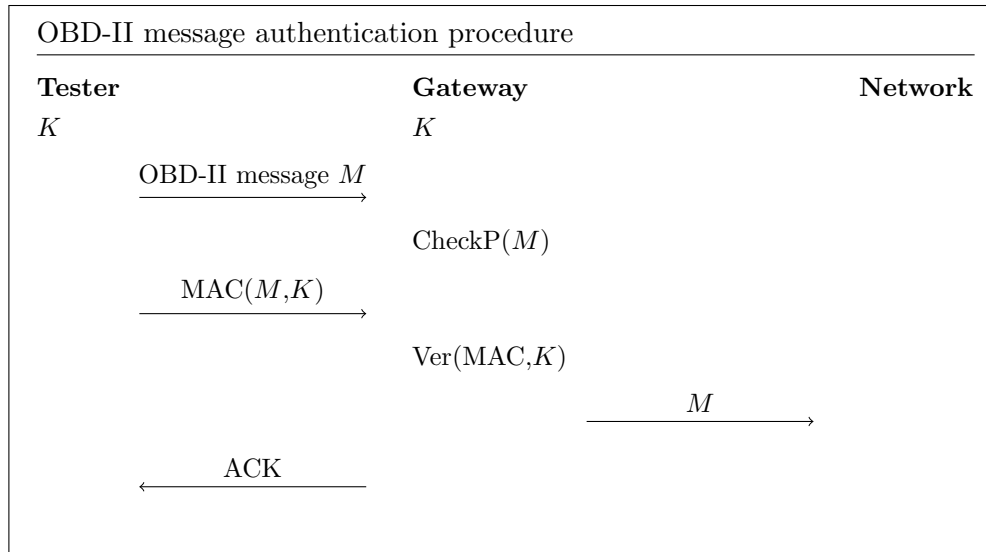 OBD-II message authentication procedure
Tester Gateway Network
K K
OBD-II message M
CheckP(M)
MAC(M,K)
Ver(MAC,K)
M
ACK